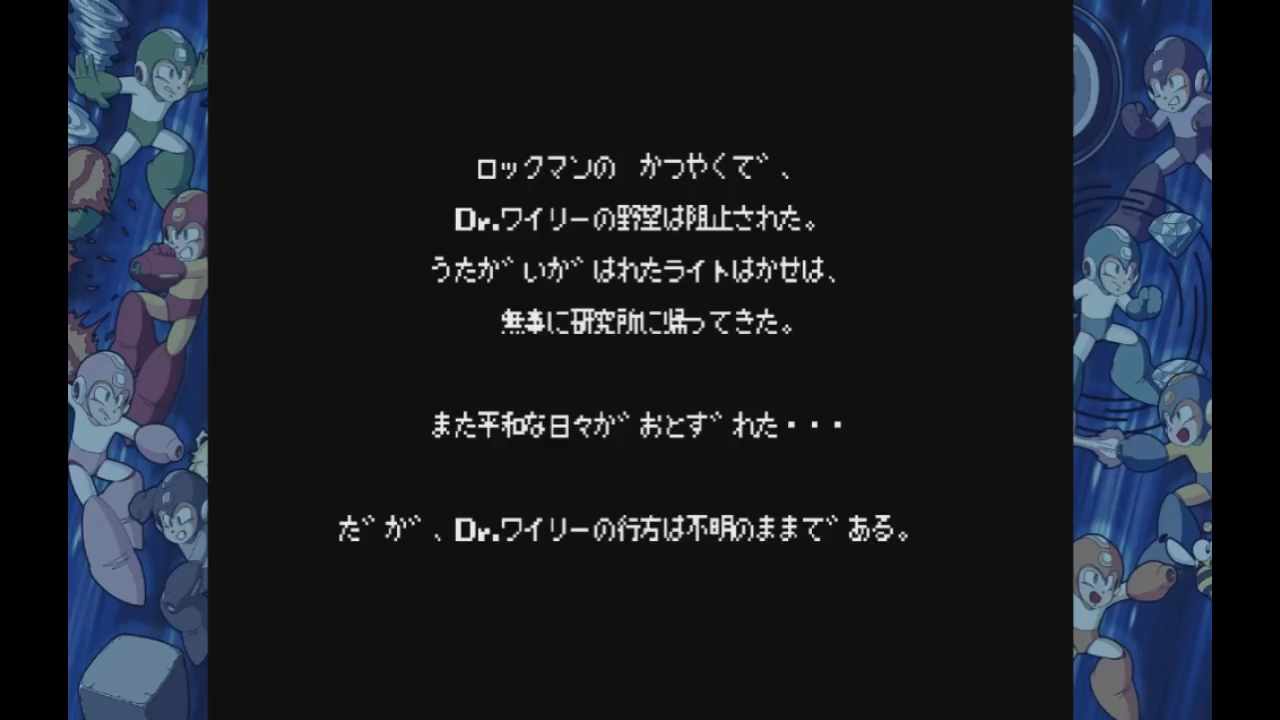 ロックマンの　かつやくで、
Dr.ワイリーの野望は阻止された。
うたがいがはれたライトはかせは、
無事に研究所に帰ってきた。
また平和な日々がおとずれた・・・
だが、Dr.ワイリーの行方は不明のままである。